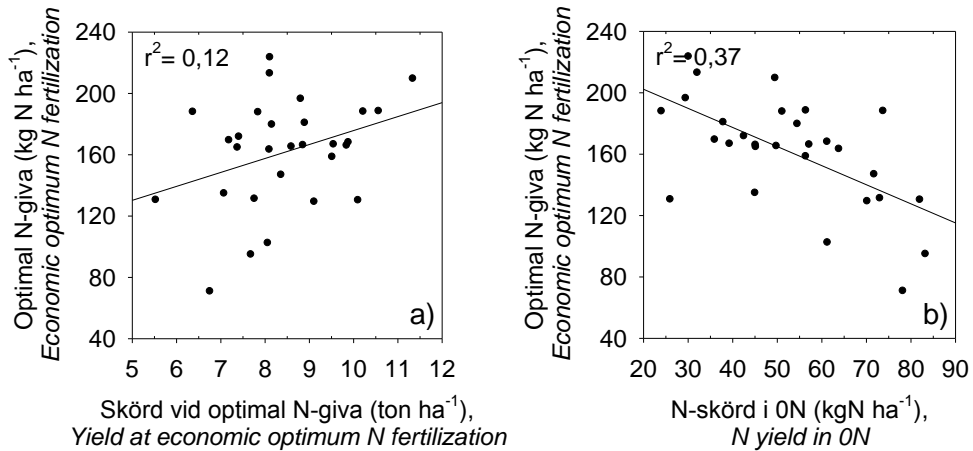 Optimal N-giva (kg N ha⁻¹),
Economic optimum N fertilization
240
200
160
120
80
40
r²= 0,12
a)
5 6 7 8 9 10 11 12
Skörd vid optimal N-giva (ton ha⁻¹),
Yield at economic optimum N fertilization
Optimal N-giva (kg N ha⁻¹),
Economic optimum N fertilization
240
200
160
120
80
40
r²= 0,37
b)
20 30 40 50 60 70 80 90
N-skörd i 0N (kgN ha⁻¹),
N yield in 0N